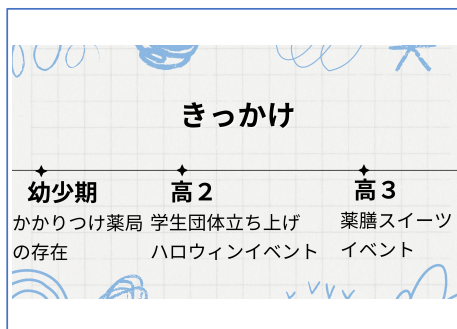 きっかけ
幼少期
かかりつけ薬局
の存在
高２
学生団体立ち上げ
ハロウィンイベント
高３
薬膳スイーツ
イベント